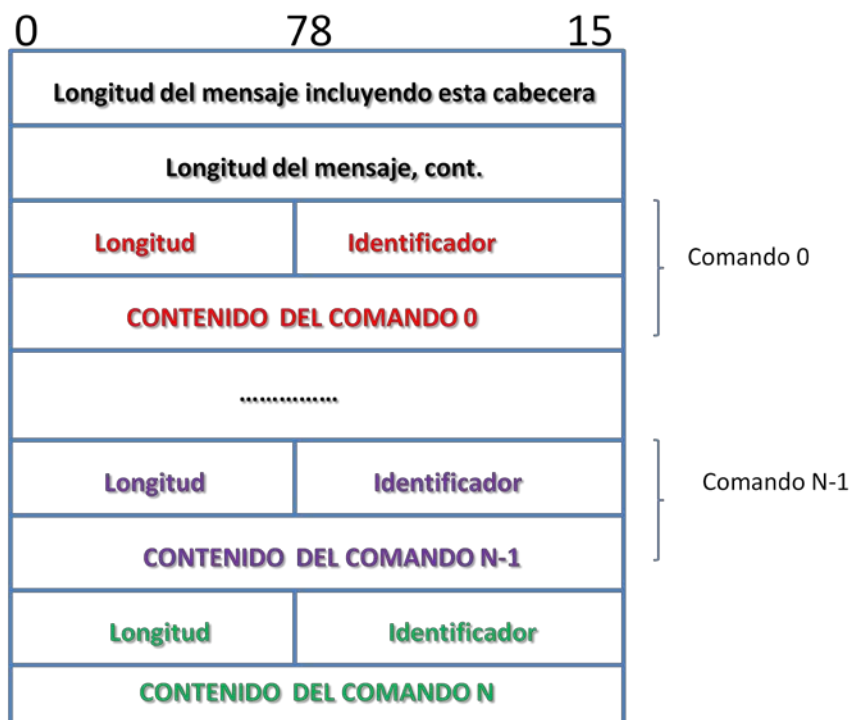 0 78 15
Longitud del mensaje incluyendo esta cabecera
Longitud del mensaje, cont.
Longitud Identificador
Comando 0
CONTENIDO DEL COMANDO 0
...............
Longitud Identificador
Comando N-1
CONTENIDO DEL COMANDO N-1
Longitud Identificador
CONTENIDO DEL COMANDO N